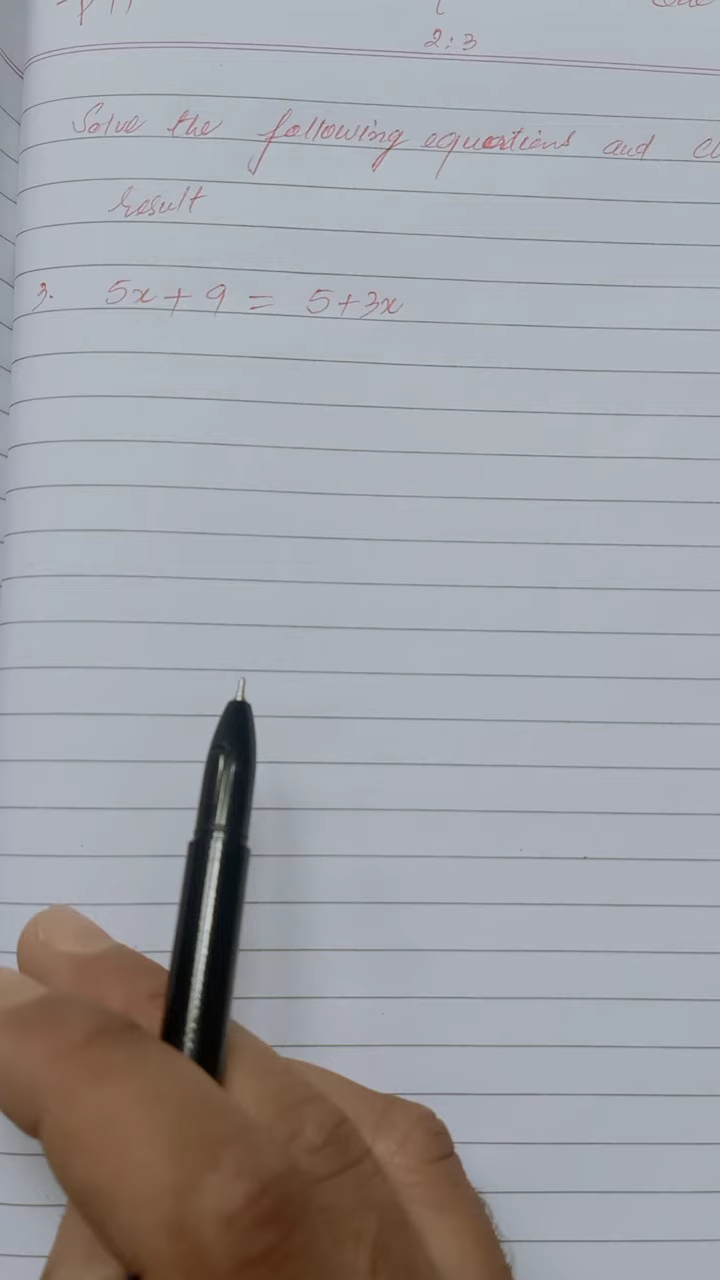 2:3
Solve the following equations and
result
3. 5x + 9 = 5+3x